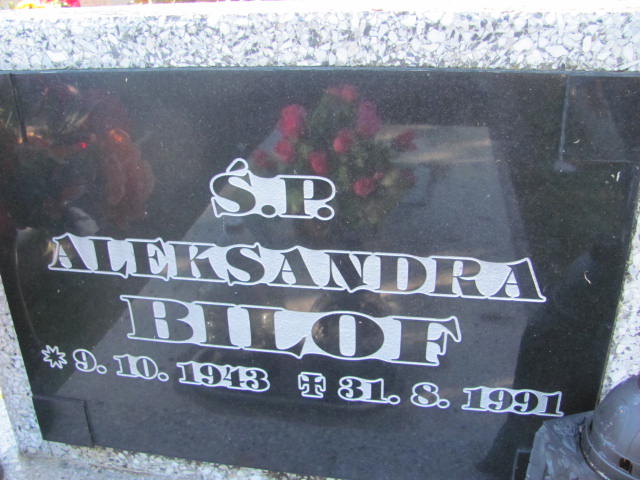 Ś.P.
ALEKSANDRA
BILOF
9. 10. 1943 31. 8. 1991